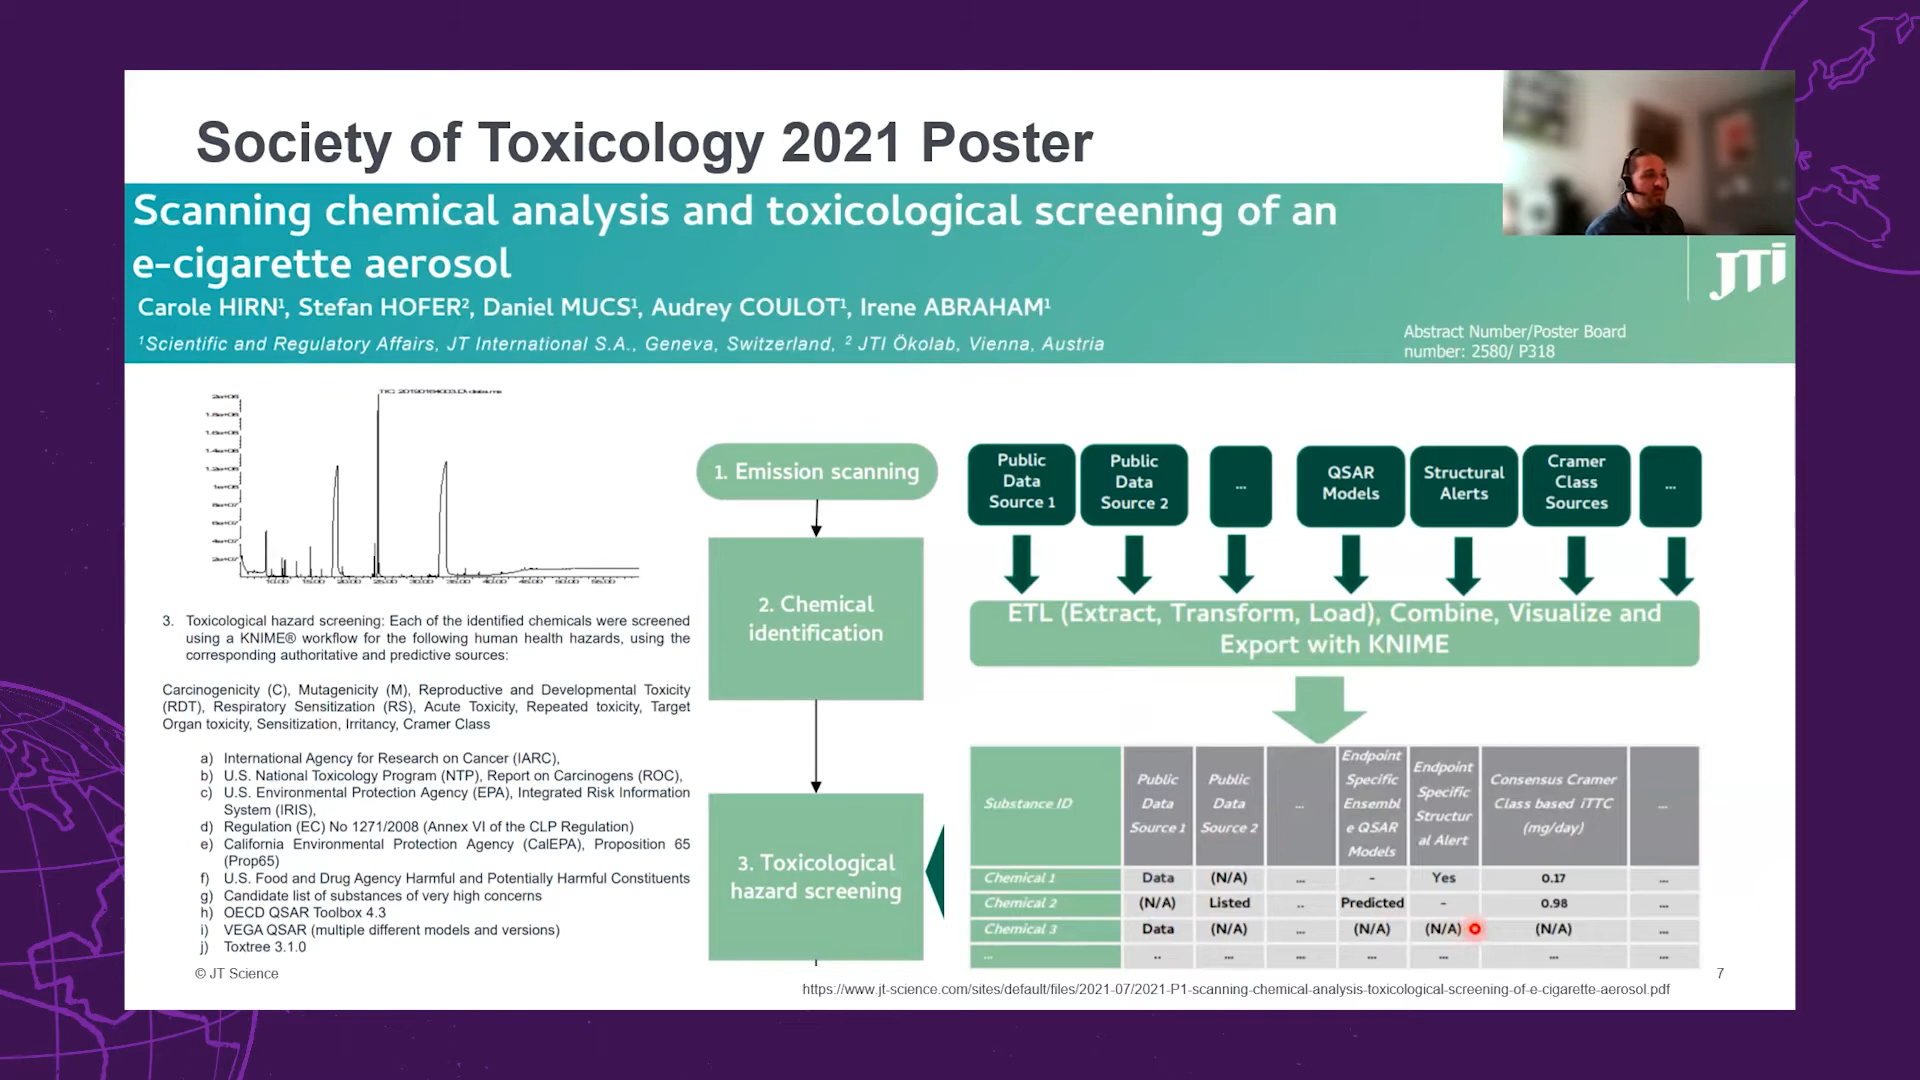 Society of Toxicology 2021 Poster
Scanning chemical analysis and toxicological screening of an
e-cigarette aerosol
Carole HIRN¹, Stefan HOFER², Daniel MUCS¹, Audrey COULOT¹, Irene ABRAHAM¹
¹Scientific and Regulatory Affairs, JT International S.A., Geneva, Switzerland, ² JTI Ökolab, Vienna, Austria
JTi
Abstract Number/Poster Board
number: 2580/ P318
3. Toxicological hazard screening: Each of the identified chemicals were screened
using a KNIME® workflow for the following human health hazards, using the
corresponding authoritative and predictive sources:
Carcinogenicity (C), Mutagenicity (M), Reproductive and Developmental Toxicity
(RDT), Respiratory Sensitization (RS), Acute Toxicity, Repeated toxicity, Target
Organ toxicity, Sensitization, Irritancy, Cramer Class
a) International Agency for Research on Cancer (IARC),
b) U.S. National Toxicology Program (NTP), Report on Carcinogens (ROC),
c) U.S. Environmental Protection Agency (EPA), Integrated Risk Information
System (IRIS),
d) Regulation (EC) No 1271/2008 (Annex VI of the CLP Regulation)
e) California Environmental Protection Agency (CalEPA), Proposition 65
(Prop65)
f) U.S. Food and Drug Agency Harmful and Potentially Harmful Constituents
g) Candidate list of substances of very high concerns
h) OECD QSAR Toolbox 4.3
i) VEGA QSAR (multiple different models and versions)
j) Toxtree 3.1.0
1. Emission scanning
2. Chemical
identification
3. Toxicological
hazard screening
Public
Data
Source 1
Public
Data
Source 2
...
QSAR
Models
Structural
Alerts
Cramer
Class
Sources
...
ETL (Extract, Transform, Load), Combine, Visualize and
Export with KNIME
Substance ID
Public
Data
Source 1
Public
Data
Source 2
...
Endpoint
Specific
Ensembl
e QSAR
Models
Endpoint
Specific
Structur
al Alert
Consensus Cramer
Class based iTTC
(mg/day)
...
Chemical 1 Data (N/A) ... - Yes 0.17 ...
Chemical 2 (N/A) Listed .. Predicted - 0.98 ...
Chemical 3 Data (N/A) ... (N/A) (N/A) (N/A) ...
... .. ... ... ... ... ... ...
© JT Science
7
https://www.jt-science.com/sites/default/files/2021-07/2021-P1-scanning-chemical-analysis-toxicological-screening-of-e-cigarette-aerosol.pdf